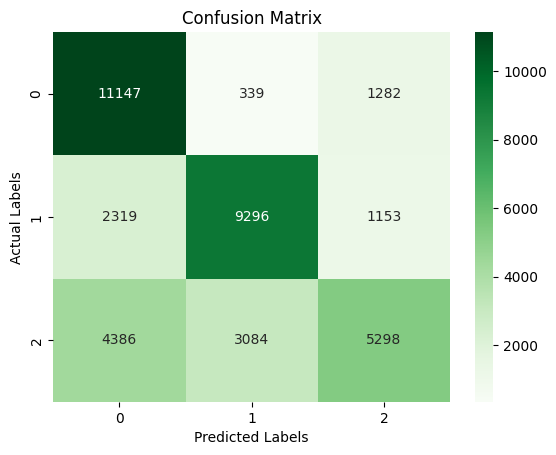 Confusion Matrix
Actual Labels
0
11147 339 1282
1
2319 9296 1153
2
4386 3084 5298
0 1 2
Predicted Labels
10000
8000
6000
4000
2000